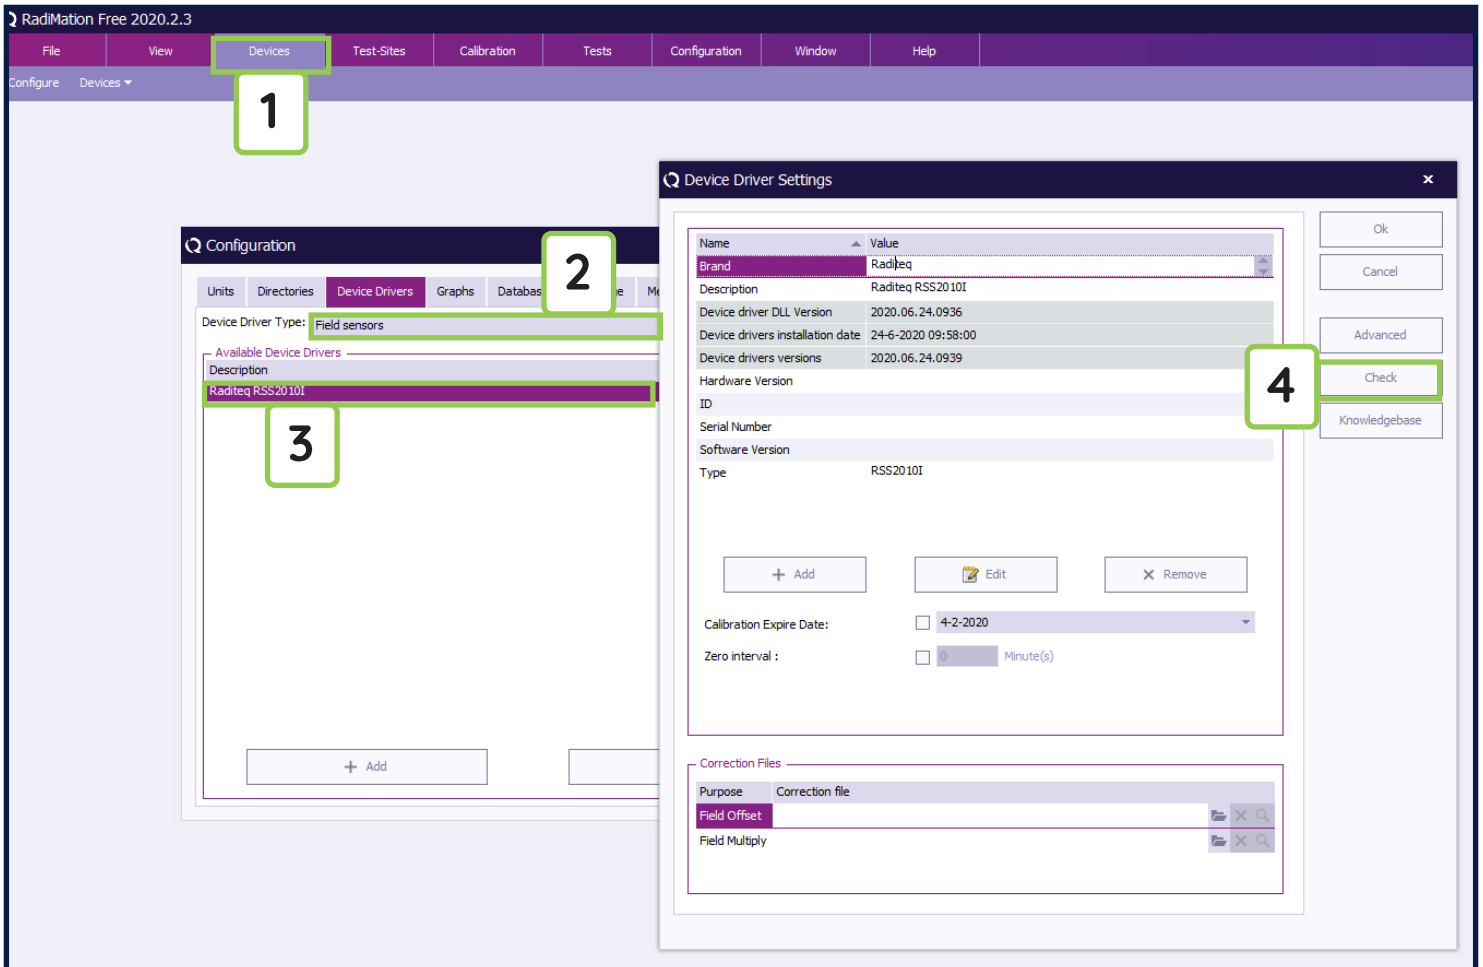 RadiMation Free 2020.2.3
File View Devices Test-Sites Calibration Tests Configuration Window Help
Configure Devices
1
Device Driver Settings
Configuration
2
Units Directories Device Drivers Graphs Databas e Me
Device Driver Type: Field sensors
Available Device Drivers
Description
Raditeq RSS2010I
3
Name Value
Brand Raditeq
Description Raditeq RSS2010I
Device driver DLL Version 2020.06.24.0936
Device drivers installation date 24-6-2020 09:58:00
Device drivers versions 2020.06.24.0939
Hardware Version
ID
Serial Number
Software Version
Type RSS2010I
Ok
Cancel
Advanced
4
Check
Knowledgebase
+ Add Edit X Remove
Calibration Expire Date: 4-2-2020
Zero interval : 0 Minute(s)
+ Add
Correction Files
Purpose Correction file
Field Offset
Field Multiply